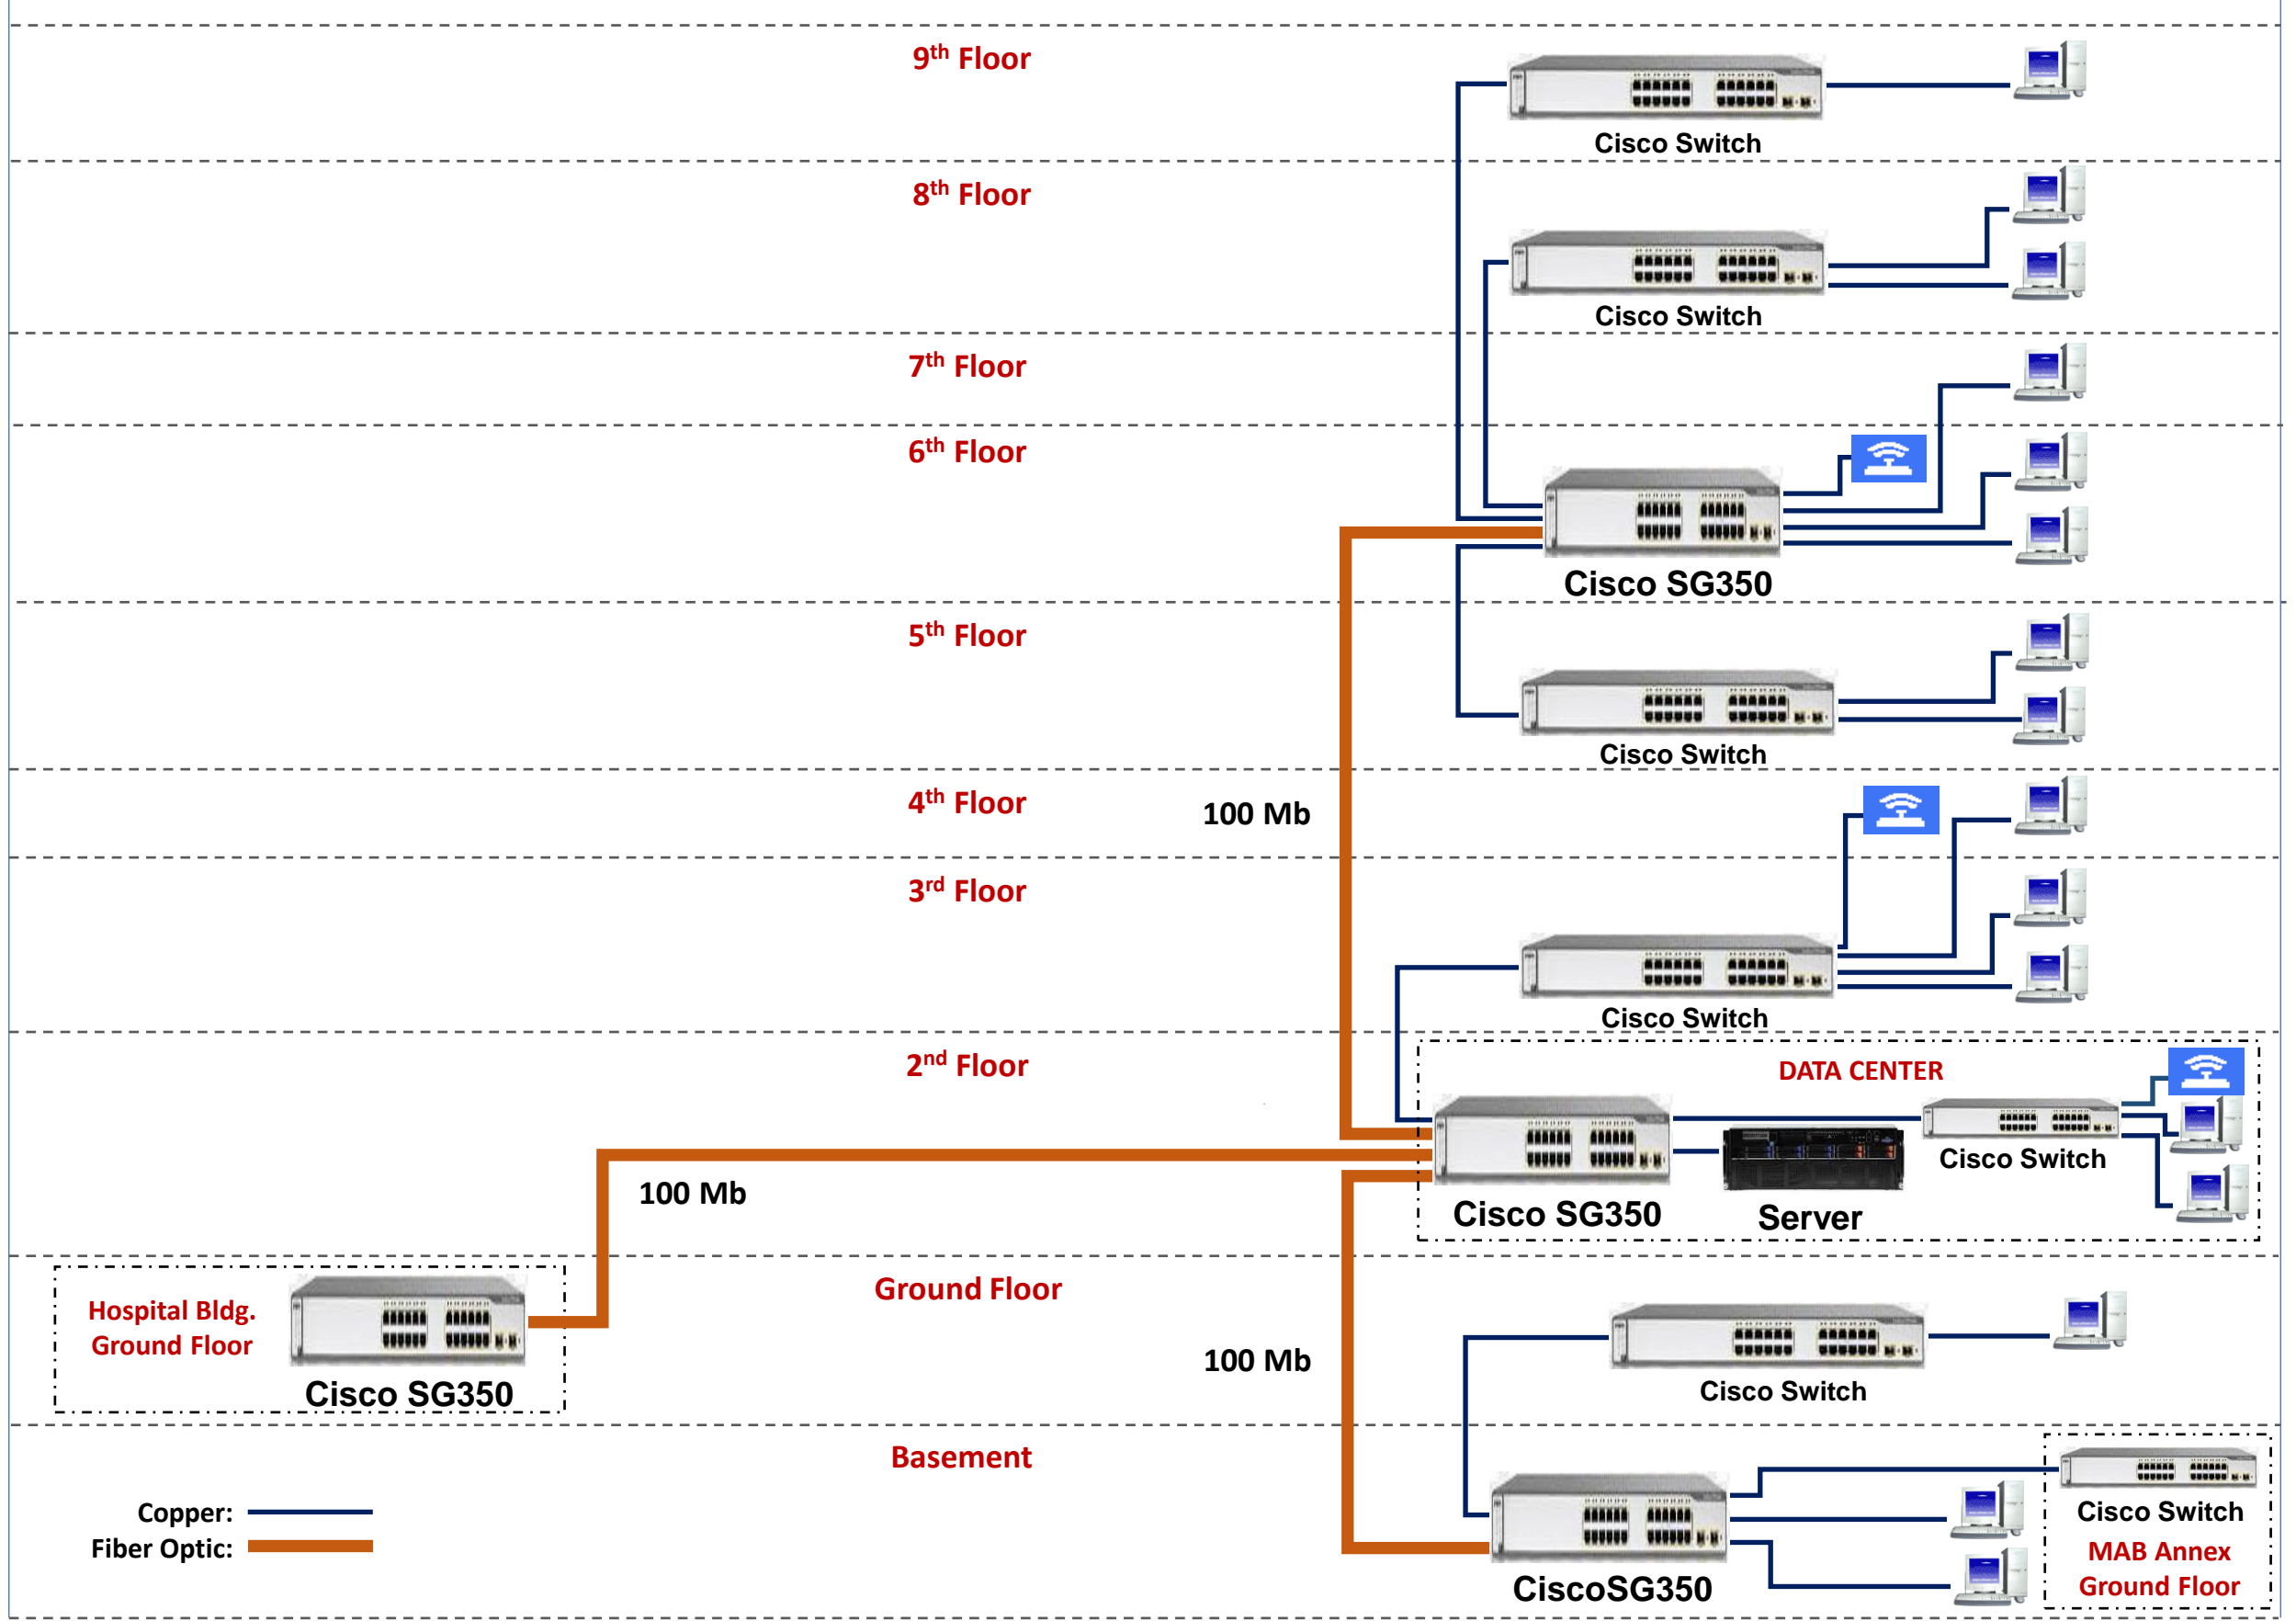 9th Floor
Cisco Switch
8th Floor
Cisco Switch
7th Floor
6th Floor
Cisco SG350
5th Floor
Cisco Switch
4th Floor
100 Mb
3rd Floor
Cisco Switch
2nd Floor
DATA CENTER
Cisco Switch
100 Mb
Cisco SG350
Server
Ground Floor
Hospital Bldg.
Ground Floor
100 Mb
Cisco SG350
Cisco Switch
Basement
Copper:
Cisco Switch
Fiber Optic:
MAB Annex
Ground Floor
CiscoSG350